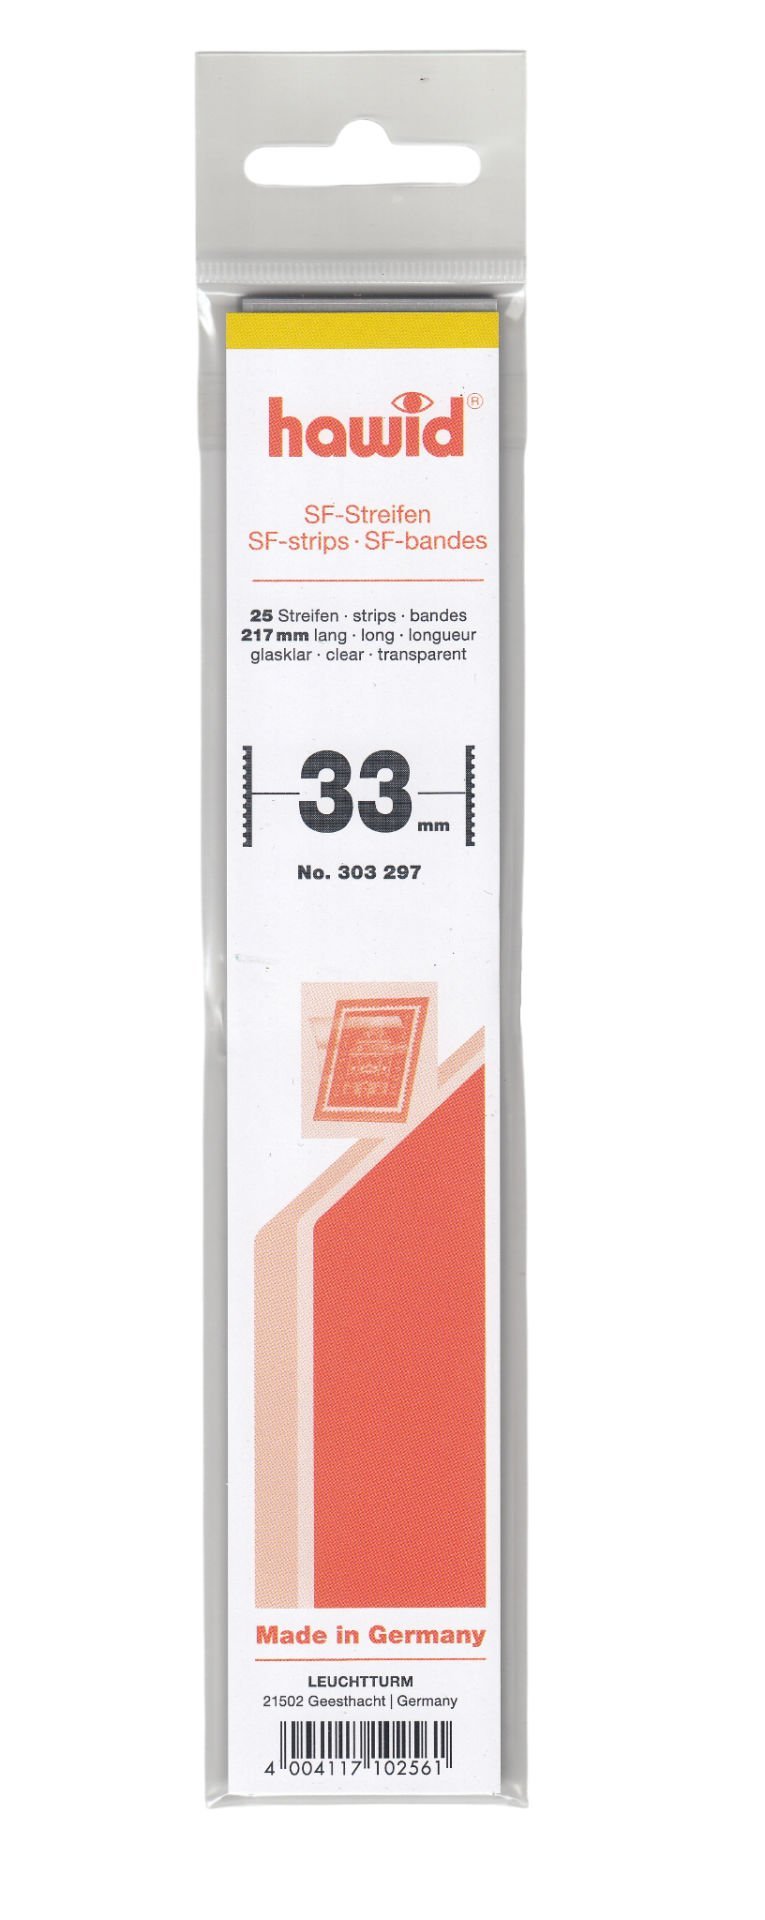 hawid®
SF-Streifen
SF-strips · SF-bandes
25 Streifen · strips · bandes
217 mm lang · long · longueur
glasklar · clear · transparent
33 mm
No. 303 297
Made in Germany
LEUCHTTURM
21502 Geesthacht | Germany
4 004117 102561